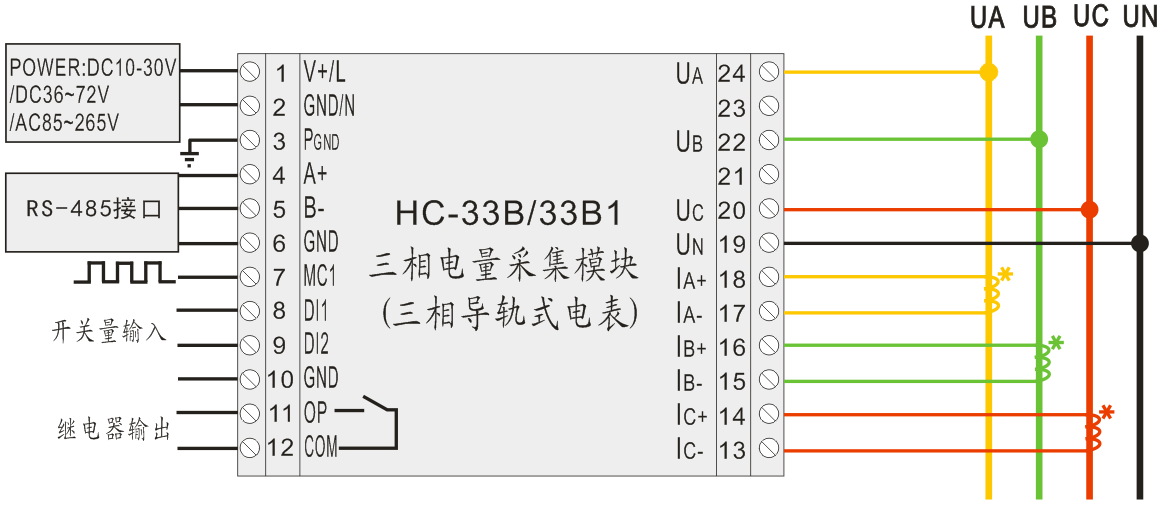 UA UB UC UN
POWER:DC10-30V
/DC36~72V
/AC85~265V
RS-485接口
开关量输入
继电器输出
1 V+/L
2 GND/N
3 PGND
4 A+
5 B-
6 GND
7 MC1
8 DI1
9 DI2
10 GND
11 OP
12 COM
HC-33B/33B1
三相电量采集模块
(三相导轨式电表)
UA 24
23
UB 22
21
UC 20
UN 19
IA+ 18
IA- 17
IB+ 16
IB- 15
IC+ 14
IC- 13
*
*
*